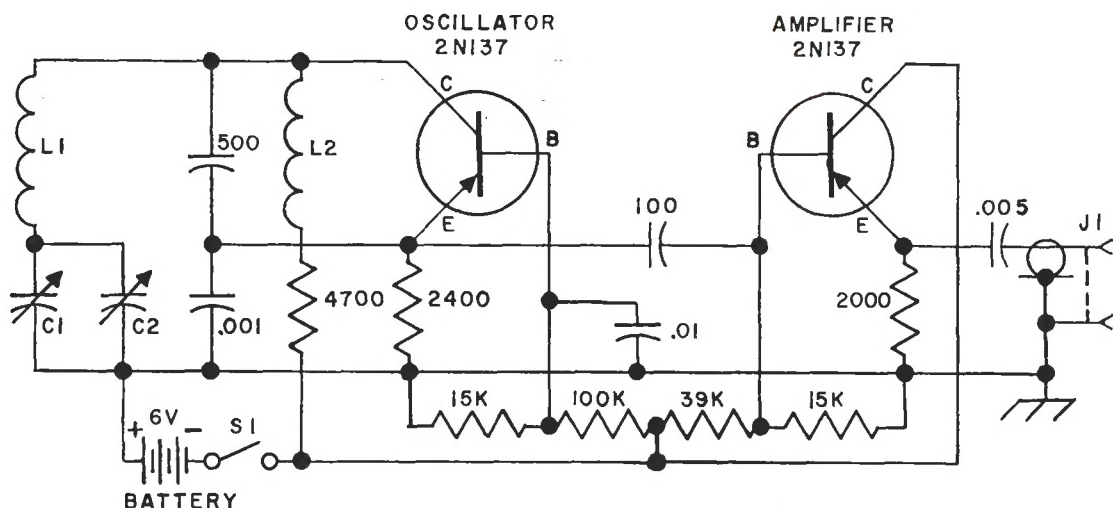 OSCILLATOR
2N137
AMPLIFIER
2N137
C
C
L1
500
L2
B
B
E
E
100
.005
J1
C1
C2
.001
4700
2400
.01
2000
15K
100K
39K
15K
+
6V
-
S1
BATTERY